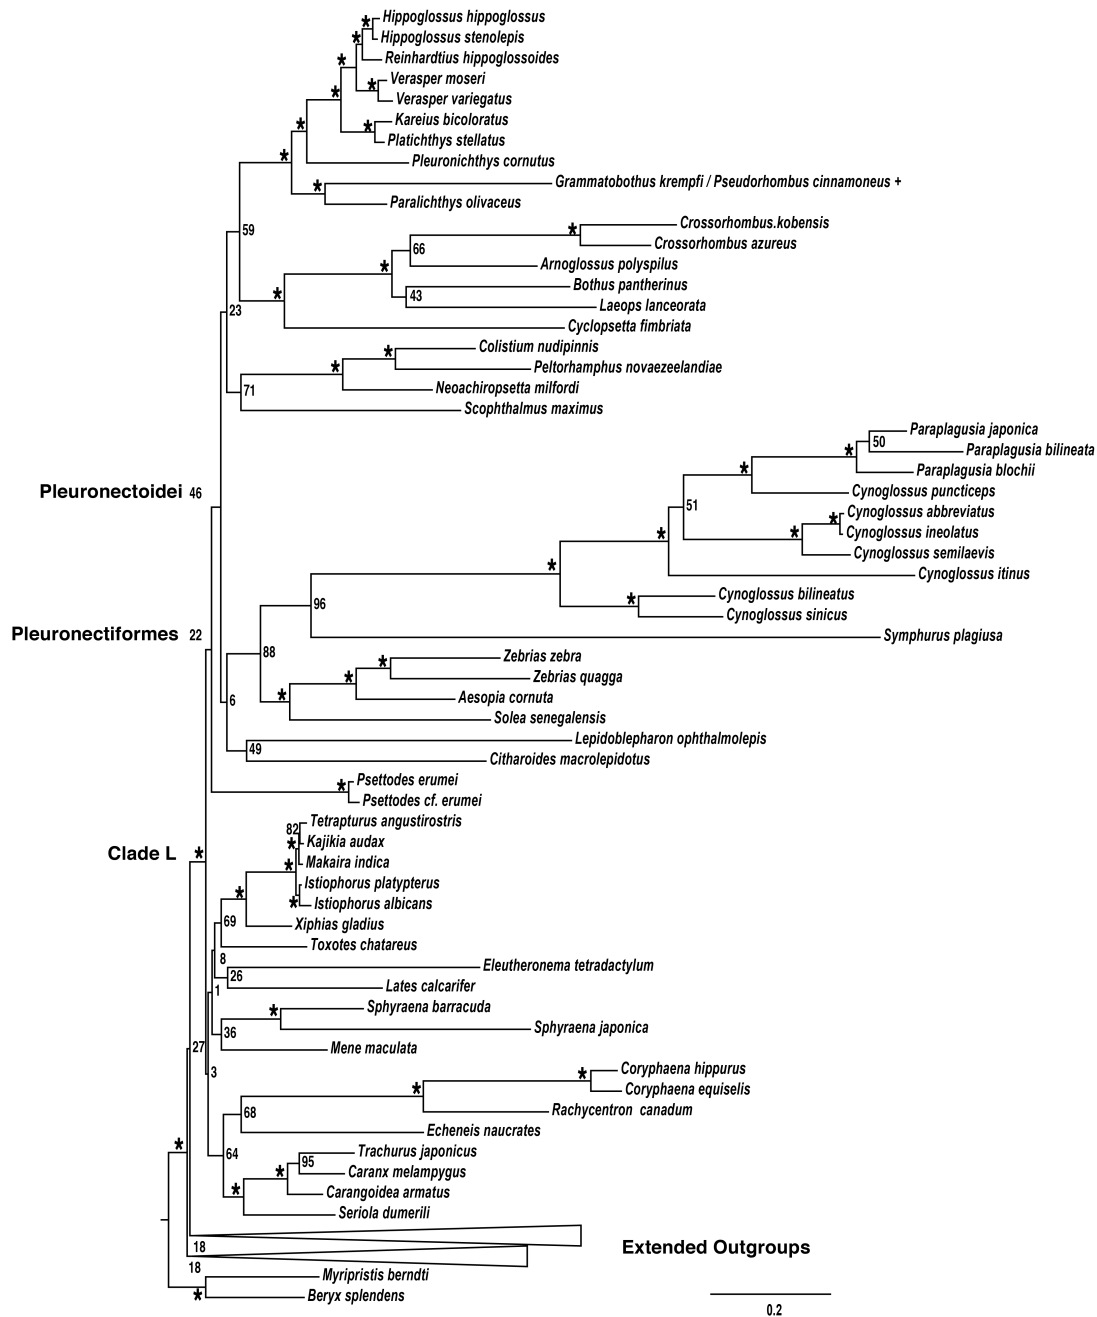 * Hippoglossus hippoglossus
* Hippoglossus stenolepis
* Reinhardtius hippoglossoides
* Verasper moseri
* Verasper variegatus
* Kareius bicoloratus
* Platichthys stellatus
* Pleuronichthys cornutus
* Grammatobothus krempfi / Pseudorhombus cinnamoneus +
Paralichthys olivaceus
* Crossorhombus.kobensis
59
Crossorhombus azureus
66
* Arnoglossus polyspilus
Bothus pantherinus
* 43
Laeops lanceorata
23
Cyclopsetta fimbriata
* Colistium nudipinnis
* Peltorhamphus novaezeelandiae
71
Neoachiropsetta milfordi
Scophthalmus maximus
Paraplagusia japonica
50
* Paraplagusia bilineata
* Paraplagusia blochii
Pleuronectoidei 46
Cynoglossus puncticeps
51
Cynoglossus abbreviatus
* * Cynoglossus ineolatus
* Cynoglossus semilaevis
* Cynoglossus itinus
* Cynoglossus bilineatus
96
Cynoglossus sinicus
Pleuronectiformes 22
Symphurus plagiusa
88
* Zebrias zebra
* Zebrias quagga
* Aesopia cornuta
6
Solea senegalensis
Lepidoblepharon ophthalmolepis
49
Citharoides macrolepidotus
* Psettodes erumei
Psettodes cf. erumei
Tetrapturus angustirostris
82
* Kajikia audax
Clade L *
* Makaira indica
* Istiophorus platypterus
* Istiophorus albicans
69
Xiphias gladius
Toxotes chatareus
8
Eleutheronema tetradactylum
26
1
Lates calcarifer
* Sphyraena barracuda
36
Sphyraena japonica
27
Mene maculata
3
* Coryphaena hippurus
* Coryphaena equiselis
68
Rachycentron canadum
Echeneis naucrates
* 64
Trachurus japonicus
95
* Caranx melampygus
* Carangoidea armatus
Seriola dumerili
18
Extended Outgroups
18
Myripristis berndti
* Beryx splendens
0.2